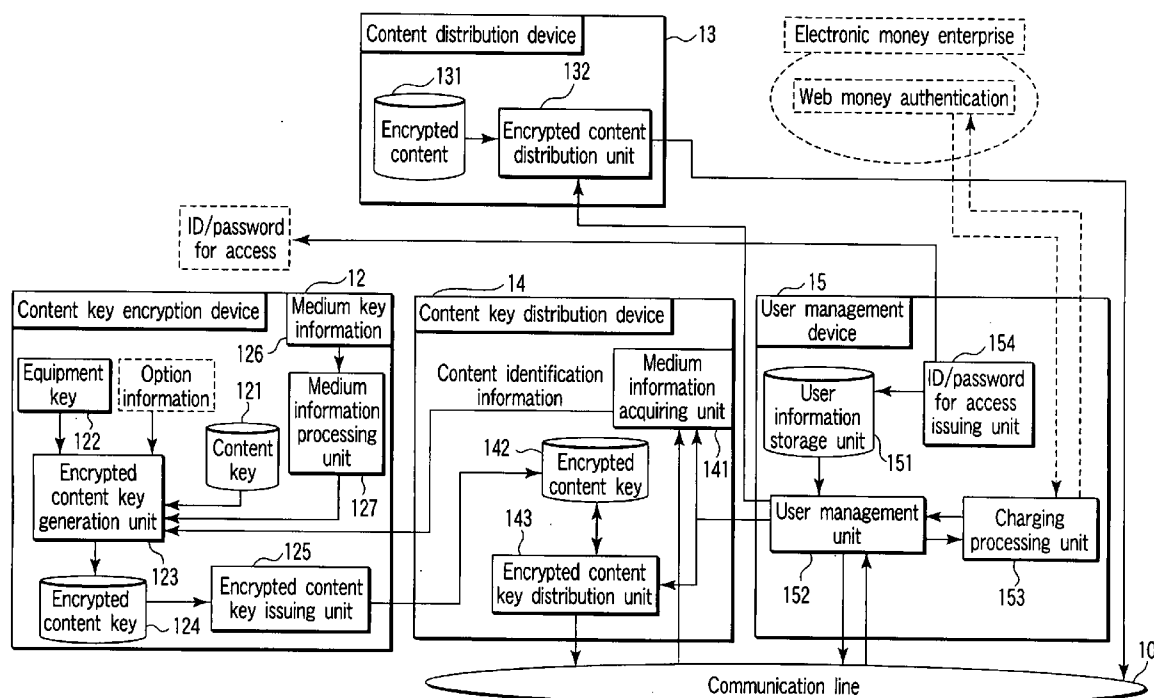 Content distribution device
13
Electronic money enterprise
131
132
Web money authentication
Encrypted
content
Encrypted content
distribution unit
ID/password
for access
12
Content key encryption device
Medium key
information
126
14
Content key distribution device
15
User management
device
154
Equipment
key
Option
information
122
121
Content
key
Medium
information
processing
unit
127
Content identification
information
Medium
information
acquiring unit
141
142
Encrypted
content key
User
information
storage unit
151
ID/password
for access
issuing unit
Encrypted
content key
generation unit
123
143
Encrypted content
key distribution unit
User management
unit
152
Charging
processing unit
153
125
Encrypted
content key
124
Encrypted content
key issuing unit
10
Communication line